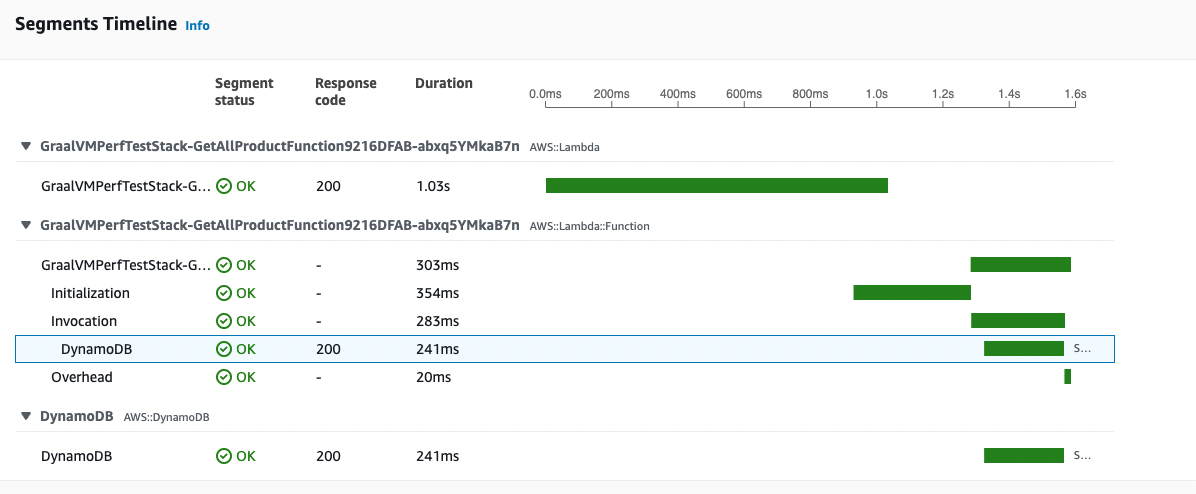 Segments Timeline Info
Segment status Response code Duration
0.0ms 200ms 400ms 600ms 800ms 1.0s 1.2s 1.4s 1.6s
GraalVMPerfTestStack-GetAllProductFunction9216DFAB-abxq5YMkaB7n AWS::Lambda
GraalVMPerfTestStack-G... OK 200 1.03s
GraalVMPerfTestStack-GetAllProductFunction9216DFAB-abxq5YMkaB7n AWS::Lambda::Function
GraalVMPerfTestStack-G... OK - 303ms
Initialization OK - 354ms
Invocation OK - 283ms
DynamoDB OK 200 241ms S...
Overhead OK - 20ms
DynamoDB AWS::DynamoDB
DynamoDB OK 200 241ms S...